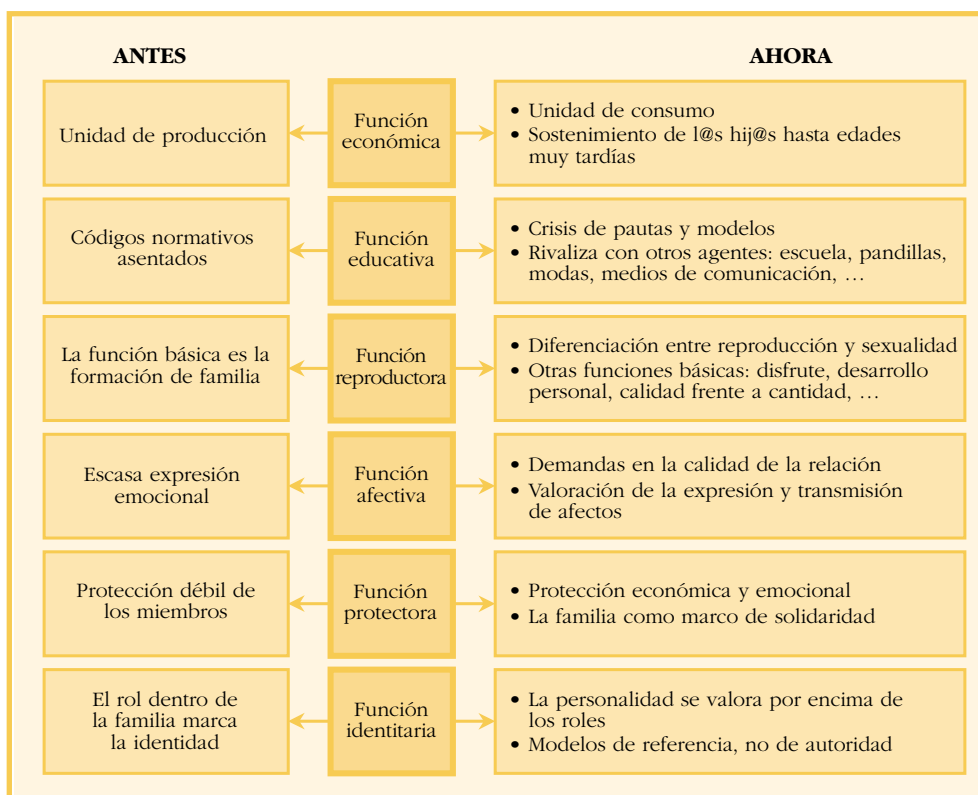 ANTES
AHORA
Unidad de producción
Función
económica
• Unidad de consumo
• Sostenimiento de l@s hij@s hasta edades
muy tardías
Códigos normativos
asentados
Función
educativa
• Crisis de pautas y modelos
• Rivaliza con otros agentes: escuela, pandillas,
modas, medios de comunicación, …
La función básica es la
formación de familia
Función
reproductora
• Diferenciación entre reproducción y sexualidad
• Otras funciones básicas: disfrute, desarrollo
personal, calidad frente a cantidad, …
Escasa expresión
emocional
Función
afectiva
• Demandas en la calidad de la relación
• Valoración de la expresión y transmisión
de afectos
Protección débil de
los miembros
Función
protectora
• Protección económica y emocional
• La familia como marco de solidaridad
El rol dentro de
la familia marca
la identidad
Función
identitaria
• La personalidad se valora por encima de
los roles
• Modelos de referencia, no de autoridad